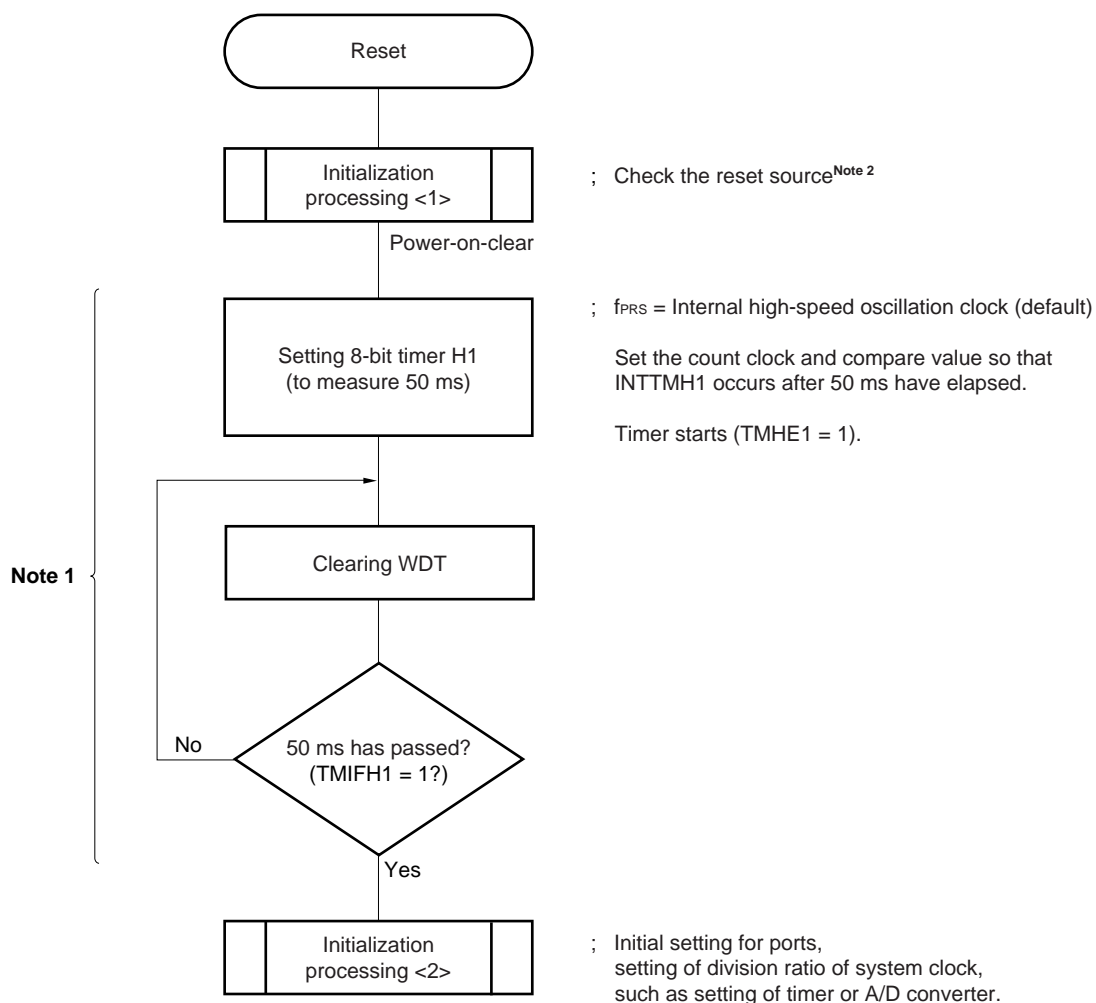 Reset
Initialization
processing <1>
; Check the reset sourceNote 2
Power-on-clear
Setting 8-bit timer H1
(to measure 50 ms)
; fPRS = Internal high-speed oscillation clock (default)
Set the count clock and compare value so that
INTTMH1 occurs after 50 ms have elapsed.
Timer starts (TMHE1 = 1).
Note 1
Clearing WDT
No
50 ms has passed?
(TMIFH1 = 1?)
Yes
Initialization
processing <2>
; Initial setting for ports,
setting of division ratio of system clock,
such as setting of timer or A/D converter.